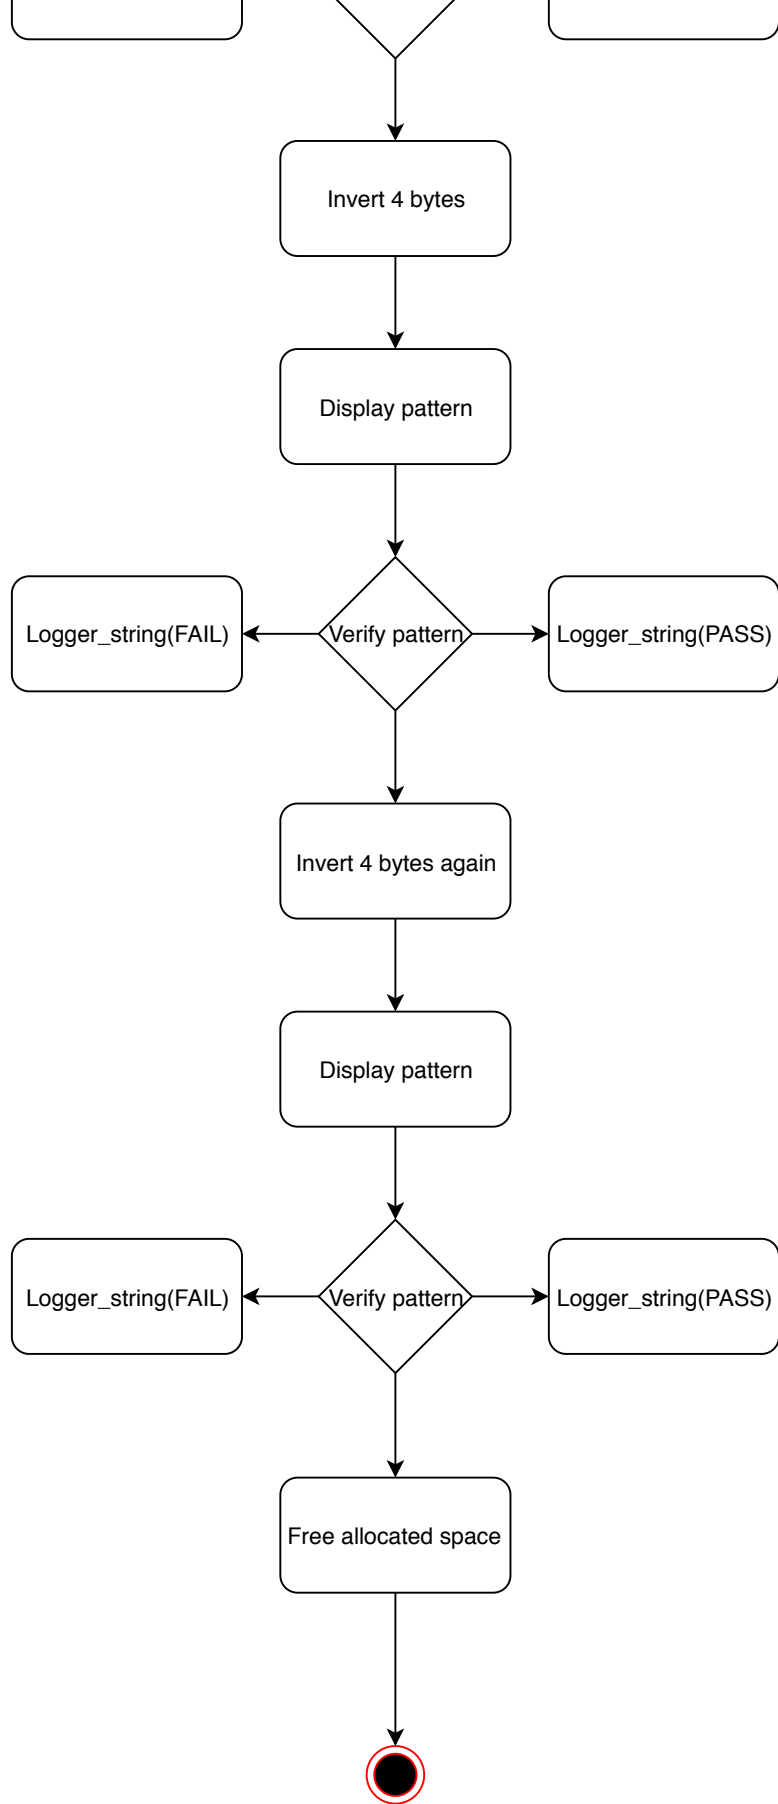 Invert 4 bytes
Display pattern
Logger_string(FAIL)
Verify pattern
Logger_string(PASS)
Invert 4 bytes again
Display pattern
Logger_string(FAIL)
Verify pattern
Logger_string(PASS)
Free allocated space